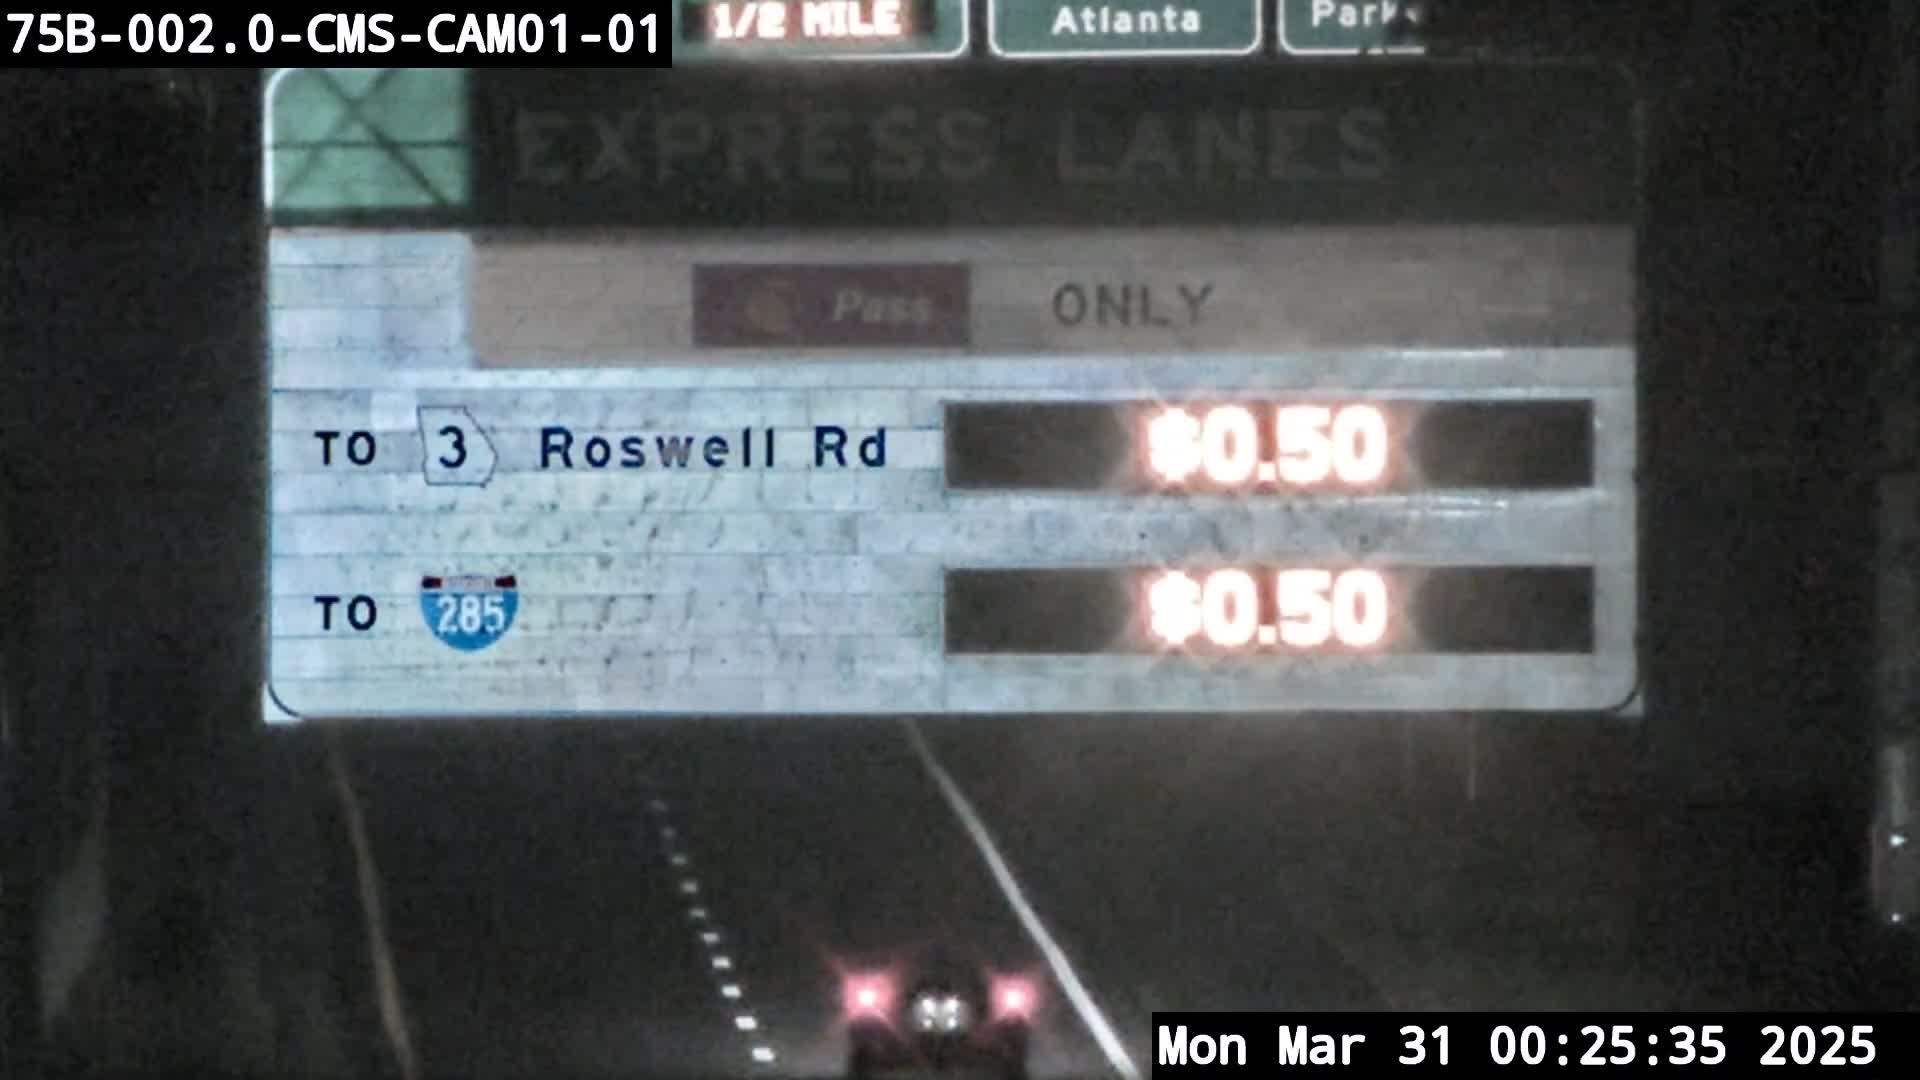 75B-002.0-CMS-CAM01-01
1/2 MILE
Atlanta
EXPRESS LANES
Pass ONLY
TO 3 Roswell Rd $0.50
TO 285 $0.50
Mon Mar 31 00:25:35 2025